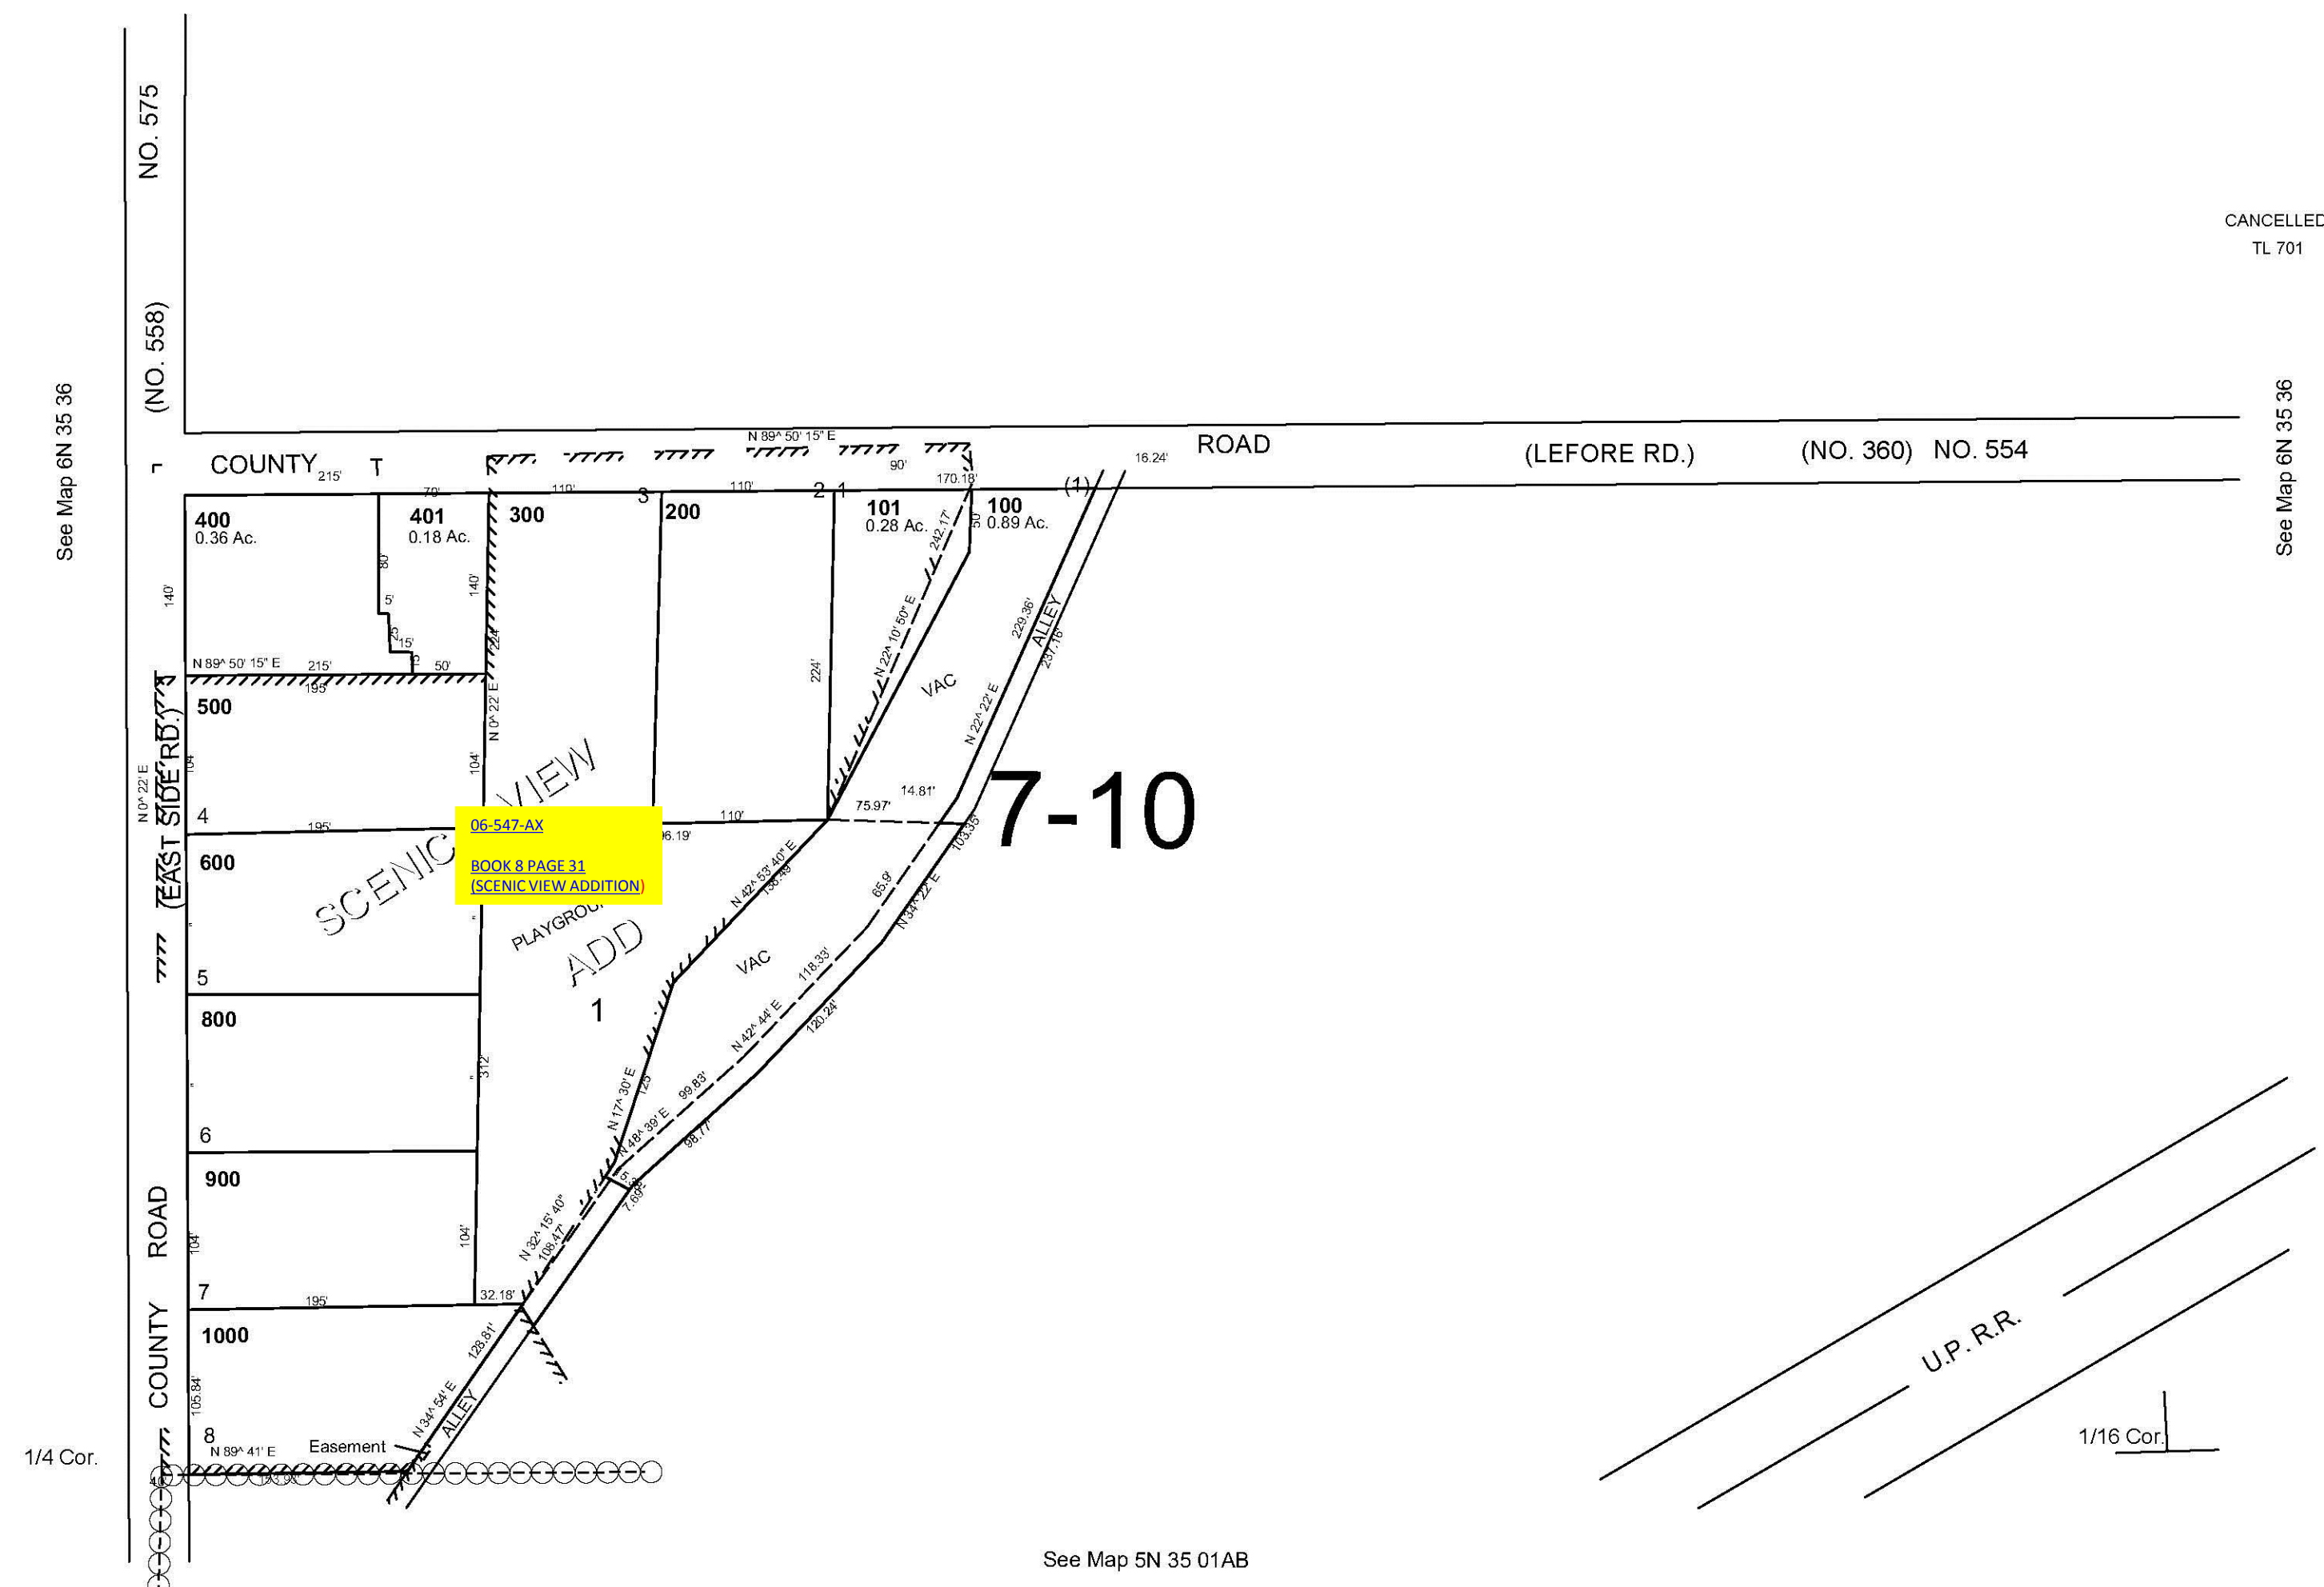 NO. 575
(NO. 558)
See Map 6N 35 36
CANCELLED
TL 701
See Map 6N 35 36
N 89^ 50' 15" E
COUNTY
215'
T
90'
ROAD
16.24'
(LEFORE RD.)
(NO. 360) NO. 554
70'
110'
3
110'
2
1
170.18'
(1)
400
0.36 Ac.
401
0.18 Ac.
300
200
101
0.28 Ac.
100
0.89 Ac.
50'
242.17'
140'
80'
140'
5'
25'
15'
15'
50'
224'
224'
N 22^ 10' 50" E
229.36'
ALLEY
237.16'
N 89^ 50' 15" E
215'
195'
VAC
N 22^ 22' E
500
N 0^ 22' E
104'
104'
N 0^ 22' E
(EAST SIDE RD.)
SCENIC VIEW
ADD
4
195'
110'
75.97'
14.81'
7-10
103.35'
600
06-547-AX
BOOK 8 PAGE 31
(SCENIC VIEW ADDITION)
N 42^ 53' 40" E
138.49'
65.9'
N 34^ 22' E
5
VAC
118.33'
1
800
N 42^ 44' E
120.24'
312'
125'
N 17^ 30' E
99.83'
N 48^ 39' E
98.77'
6
900
7.69'
N 32^ 15' 40"
108.47'
104'
104'
7
195'
32.18'
1000
COUNTY ROAD
128.81'
105.84'
N 34^ 54' E
ALLEY
8
N 89^ 41' E
Easement
1/4 Cor.
U.P. R.R.
1/16 Cor.
See Map 5N 35 01AB